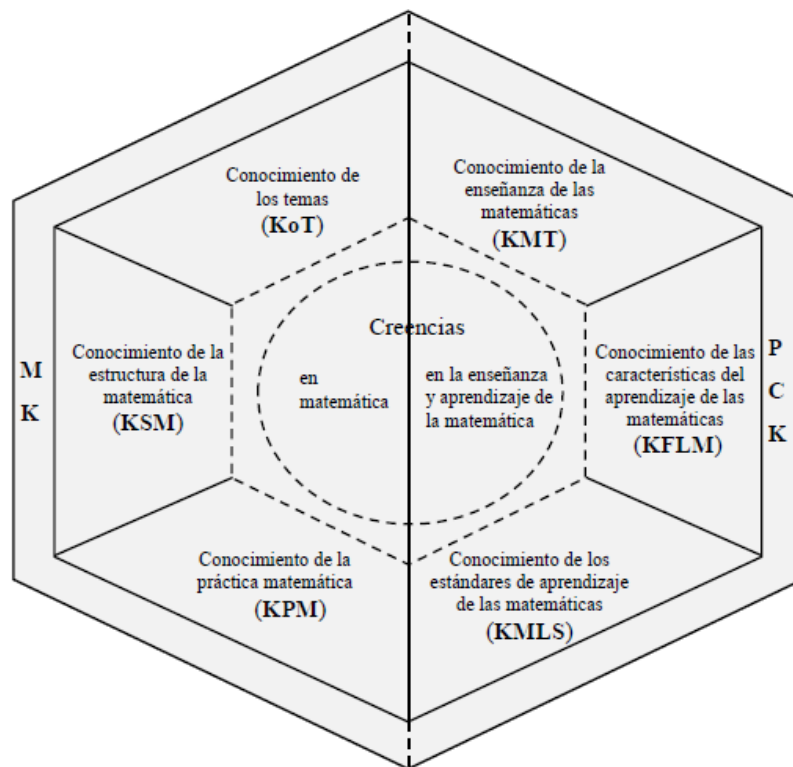 Conocimiento de
los temas
(KoT)
Conocimiento de la
enseñanza de las
matemáticas
(KMT)
M
K
Conocimiento de la
estructura de la
matemática
(KSM)
Creencias
en
matemática
en la enseñanza
y aprendizaje de
la matemática
Conocimiento de las
características del
aprendizaje de las
matemáticas
(KFLM)
P
C
K
Conocimiento de la
práctica matemática
(KPM)
Conocimiento de los
estándares de aprendizaje
de las matemáticas
(KMLS)